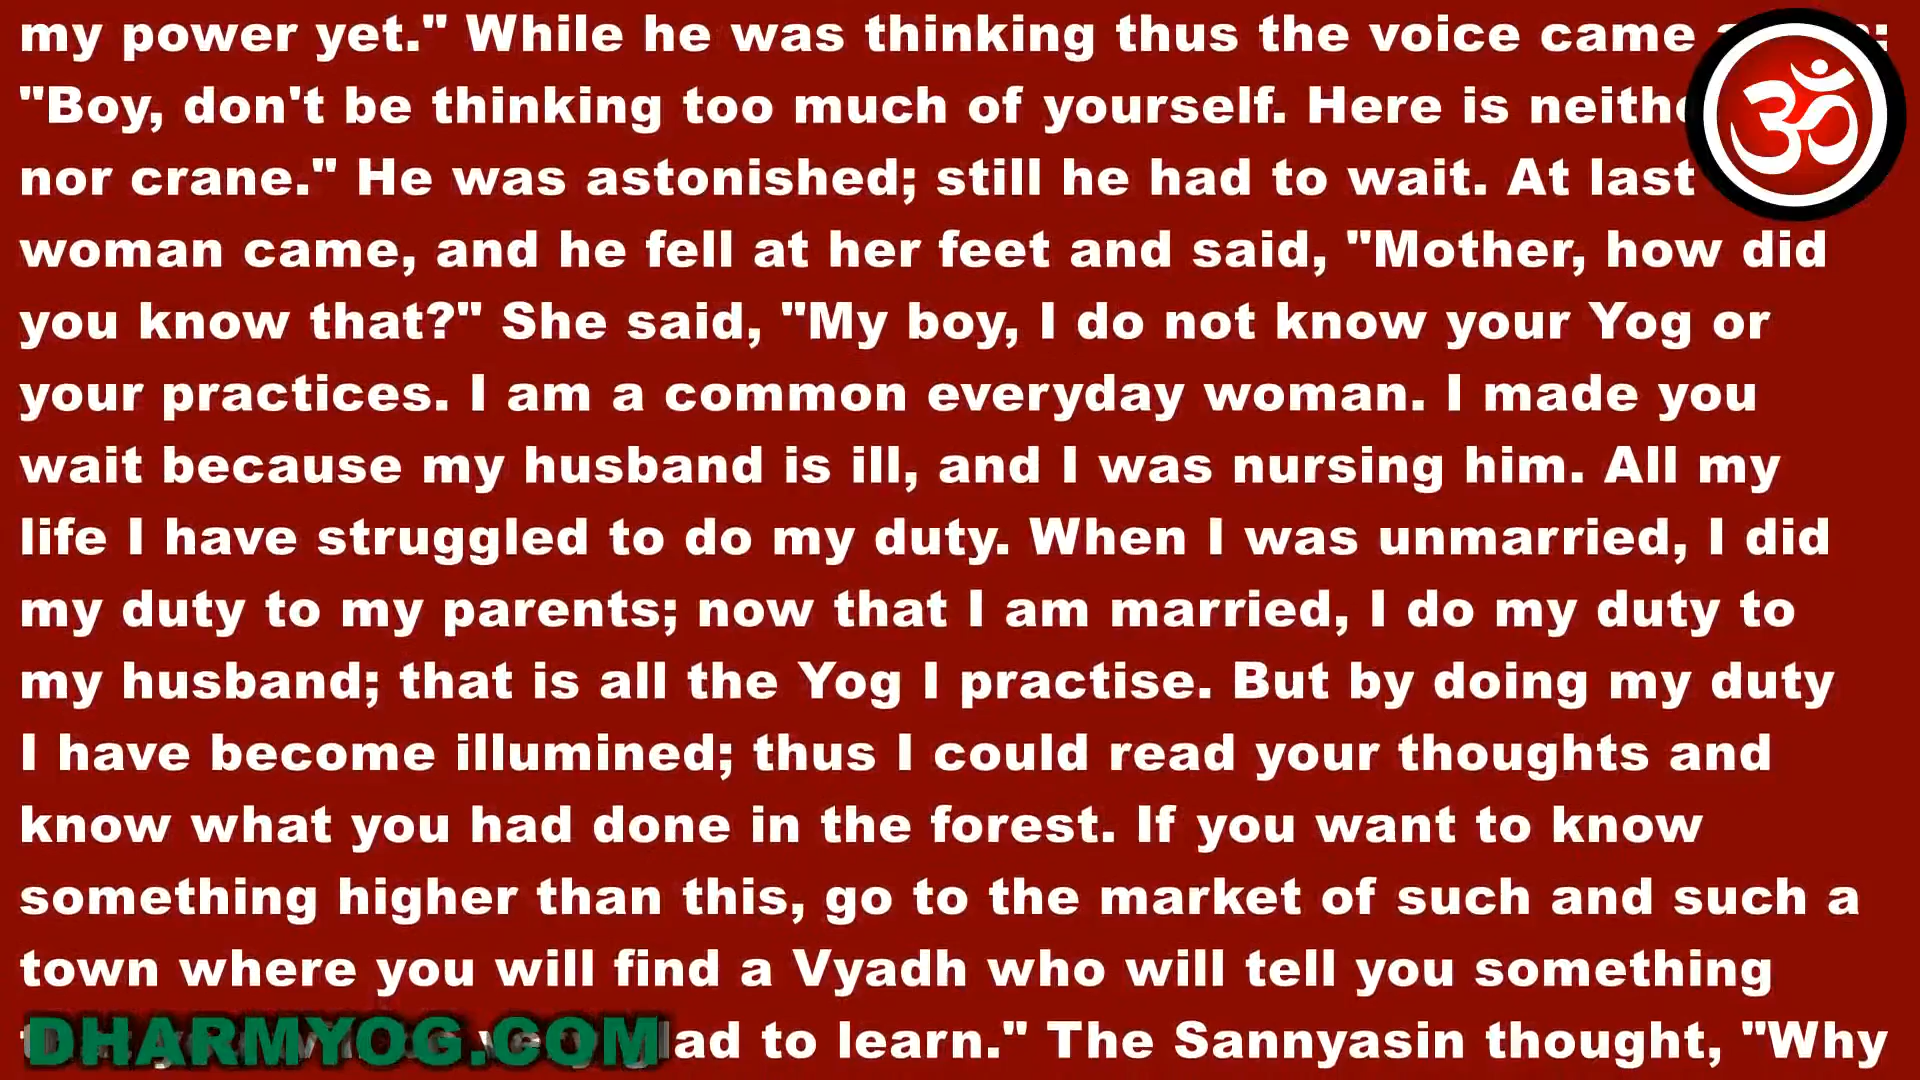 my power yet." While he was thinking thus the voice came
"Boy, don't be thinking too much of yourself. Here is
nor crane." He was astonished; still he had to wait. At last
woman came, and he fell at her feet and said, "Mother, how did
you know that?" She said, "My boy, I do not know your Yog or
your practices. I am a common everyday woman. I made you
wait because my husband is ill, and I was nursing him. All my
life I have struggled to do my duty. When I was unmarried, I did
my duty to my parents; now that I am married, I do my duty to
my husband; that is all the Yog I practise. But by doing my duty
I have become illumined; thus I could read your thoughts and
know what you had done in the forest. If you want to know
something higher than this, go to the market of such and such a
town where you will find a Vyadh who will tell you something
to learn." The Sannyasin thought, "Why
ॐ
DHARMYOG.COM